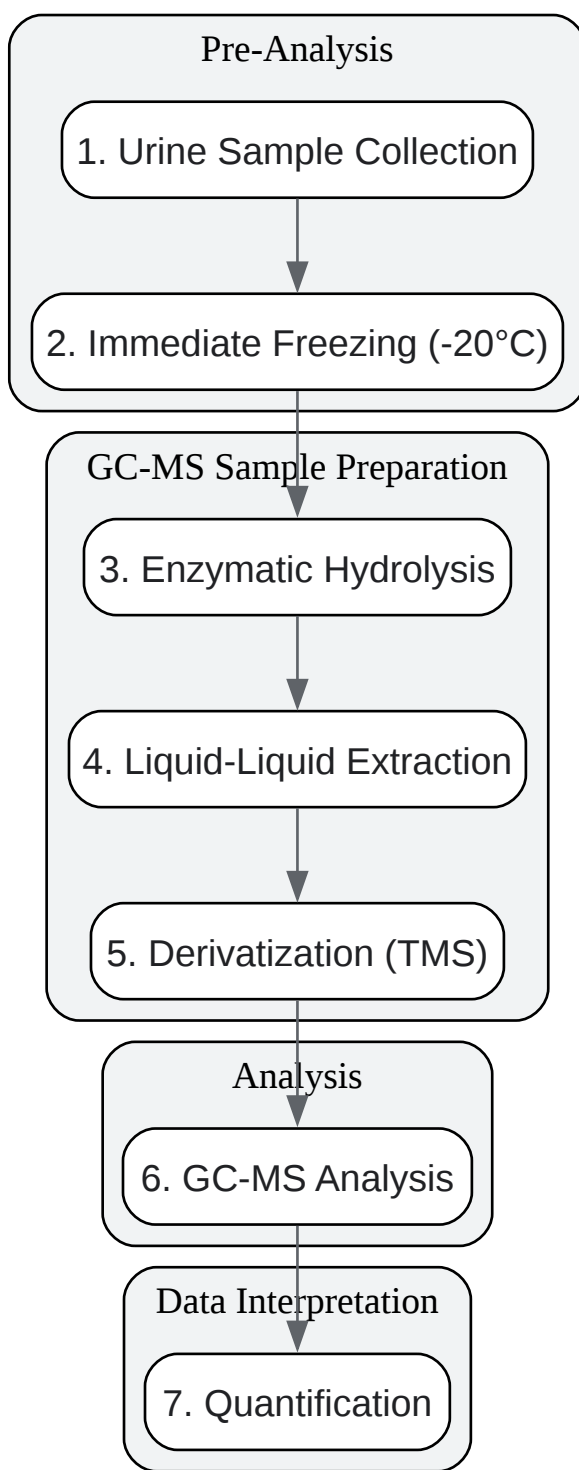 Pre-Analysis
1. Urine Sample Collection
2. Immediate Freezing (-20°C)
GC-MS Sample Preparation
3. Enzymatic Hydrolysis
4. Liquid-Liquid Extraction
5. Derivatization (TMS)
Analysis
6. GC-MS Analysis
Data Interpretation
7. Quantification